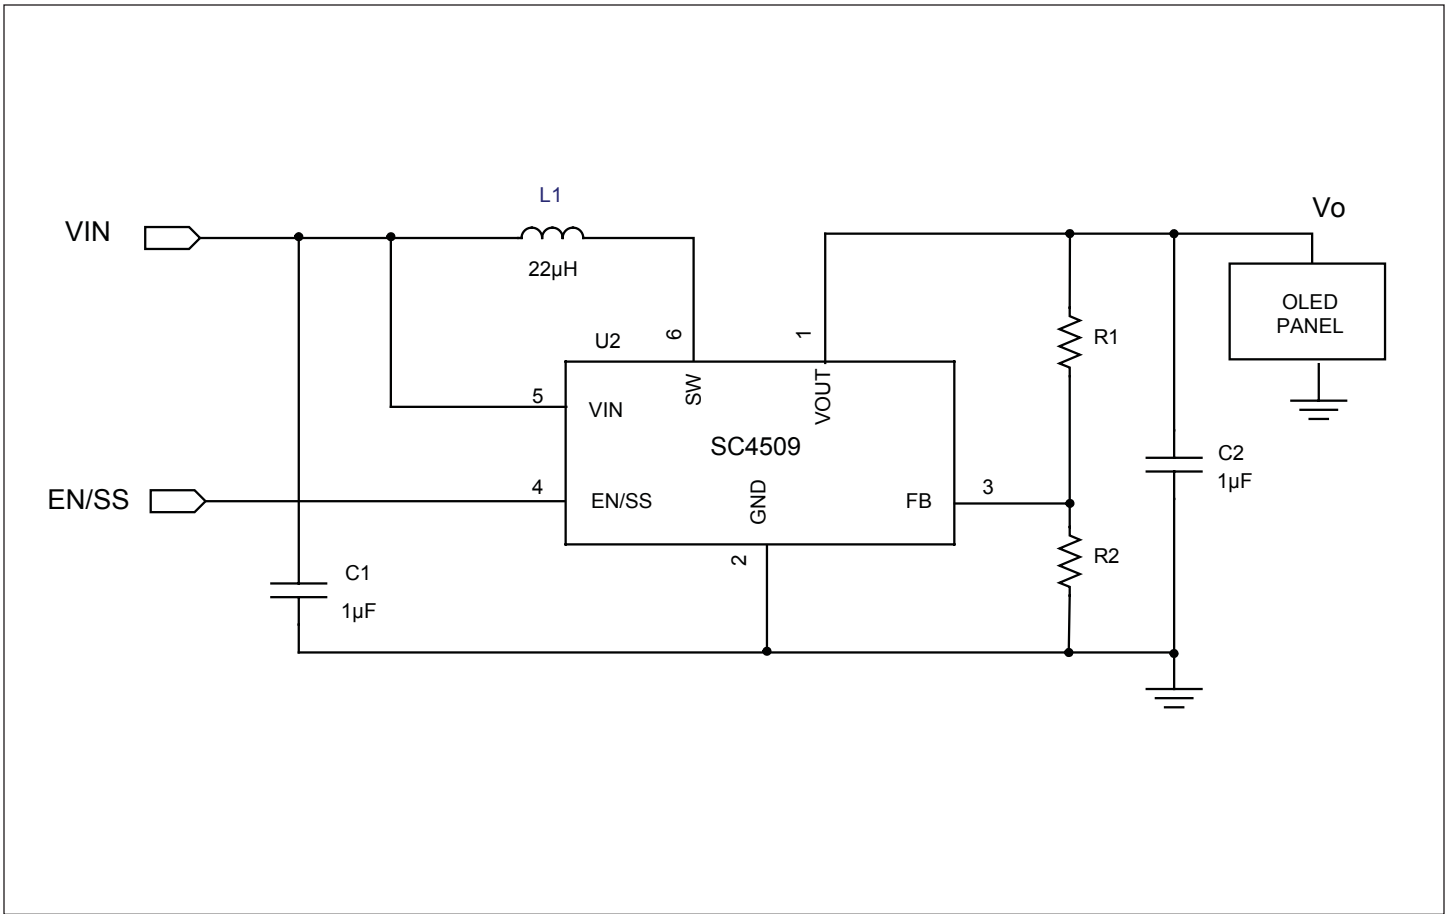 L1
VIN
22µH
Vo
OLED
PANEL
U2
6
1
R1
5
VIN
SW
VOUT
SC4509
C2
1µF
EN/SS
4
EN/SS
GND
FB
3
2
R2
C1
1µF